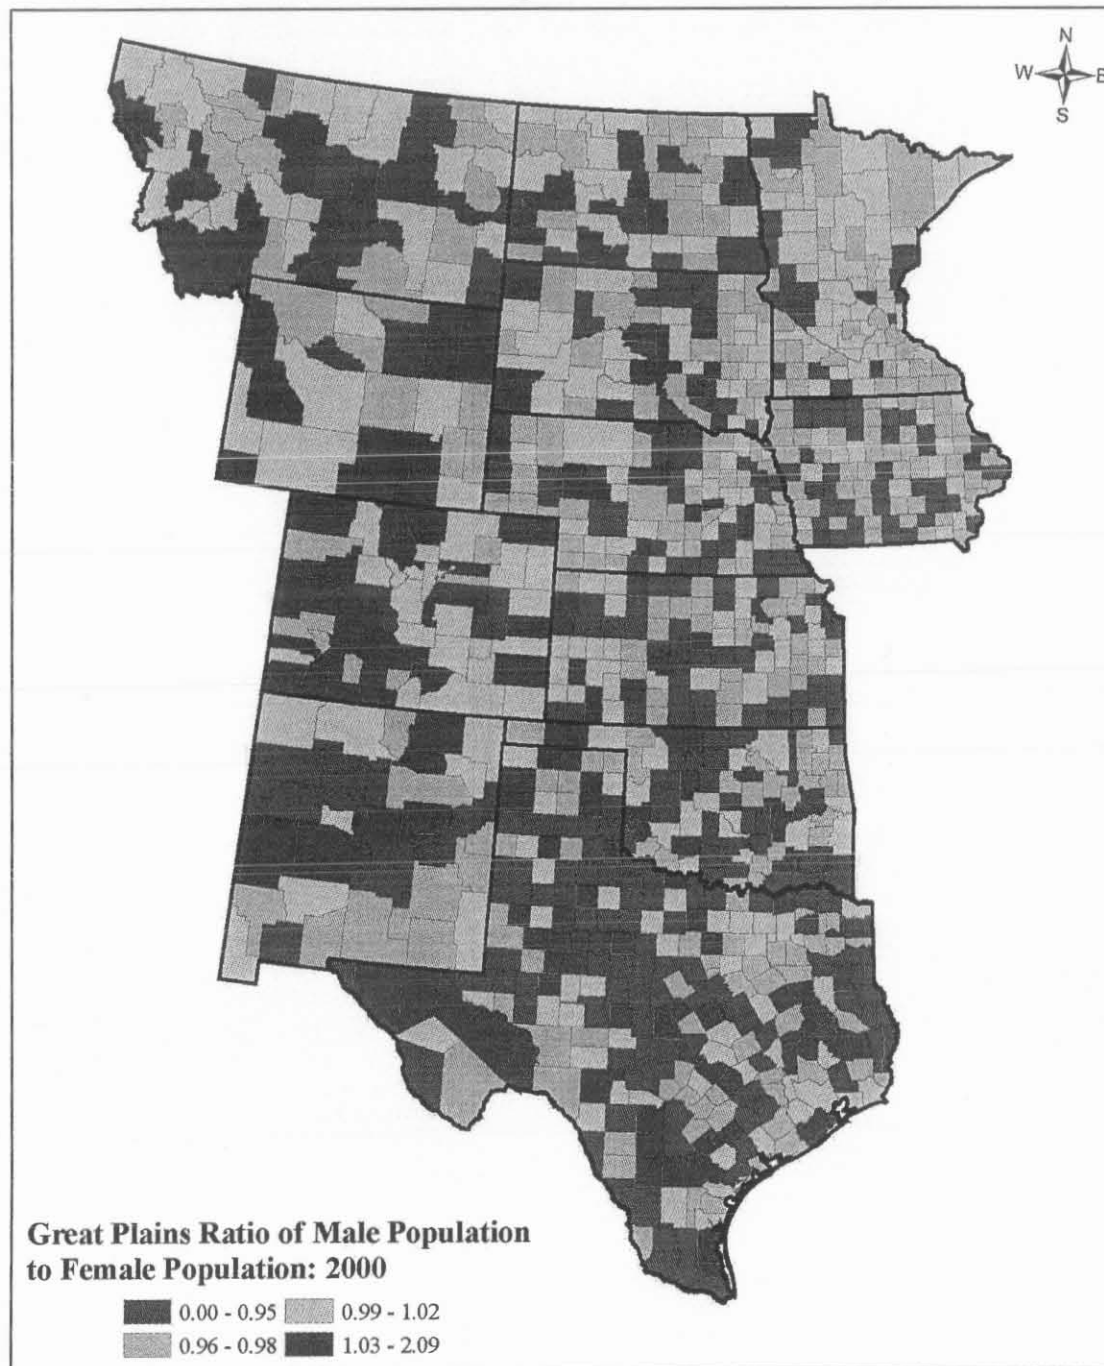 N
W E
S
Great Plains Ratio of Male Population
to Female Population: 2000
0.00 - 0.95 0.99 - 1.02
0.96 - 0.98 1.03 - 2.09